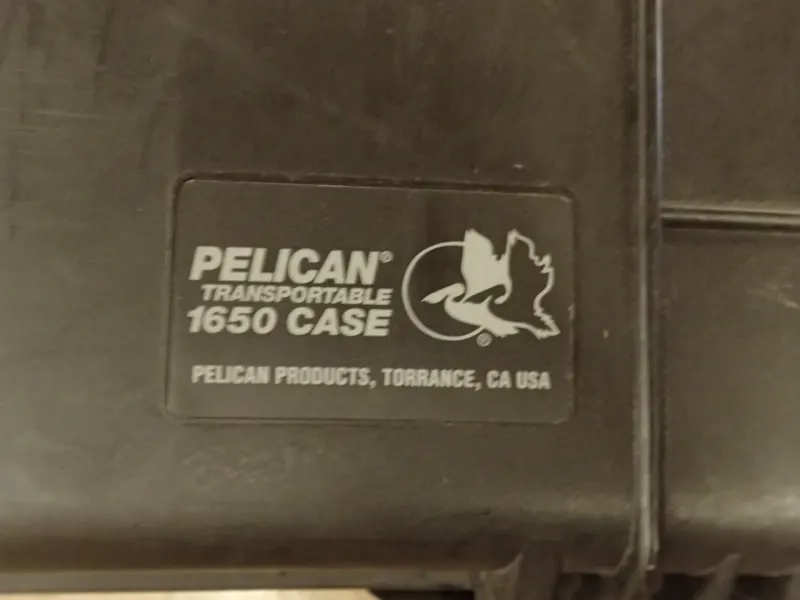 PELICAN®
TRANSPORTABLE
1650 CASE
®
PELICAN PRODUCTS, TORRANCE, CA USA